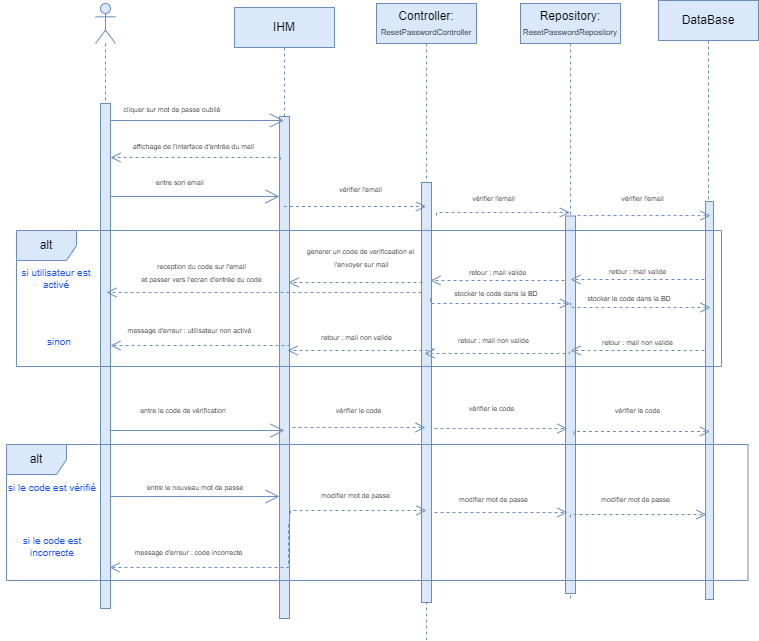 IHM
Controller:
ResetPasswordController
Repository:
ResetPasswordRepository
DataBase
cliquer sur mot de passe oublié
affichage de l'interface d'entrée du mail
entre son email
vérifier l'email
vérifier l'email
vérifier l'email
alt
si utilisateur est
activé
generer un code de verificaation el
l'envoyer sur mail
reception du code sur l'email
et passer vers l'ecran d'entrée du code
retour : mail valide
retour : mail valide
stocker le code dans la BD
stocker le code dans la BD
sinon
message d'erreur : utilisateur non activé
retour : mail non valide
retour : mail non valide
retour : mail non valide
entre le code de vérification
vérifier le code
vérifier le code
vérifier le code
alt
si le code est vérifié
entre le nouveau mot de passe
modifier mot de passe
modifier mot de passe
modifier mot de passe
si le code est
incorrecte
message d'erreur : code incorrecte